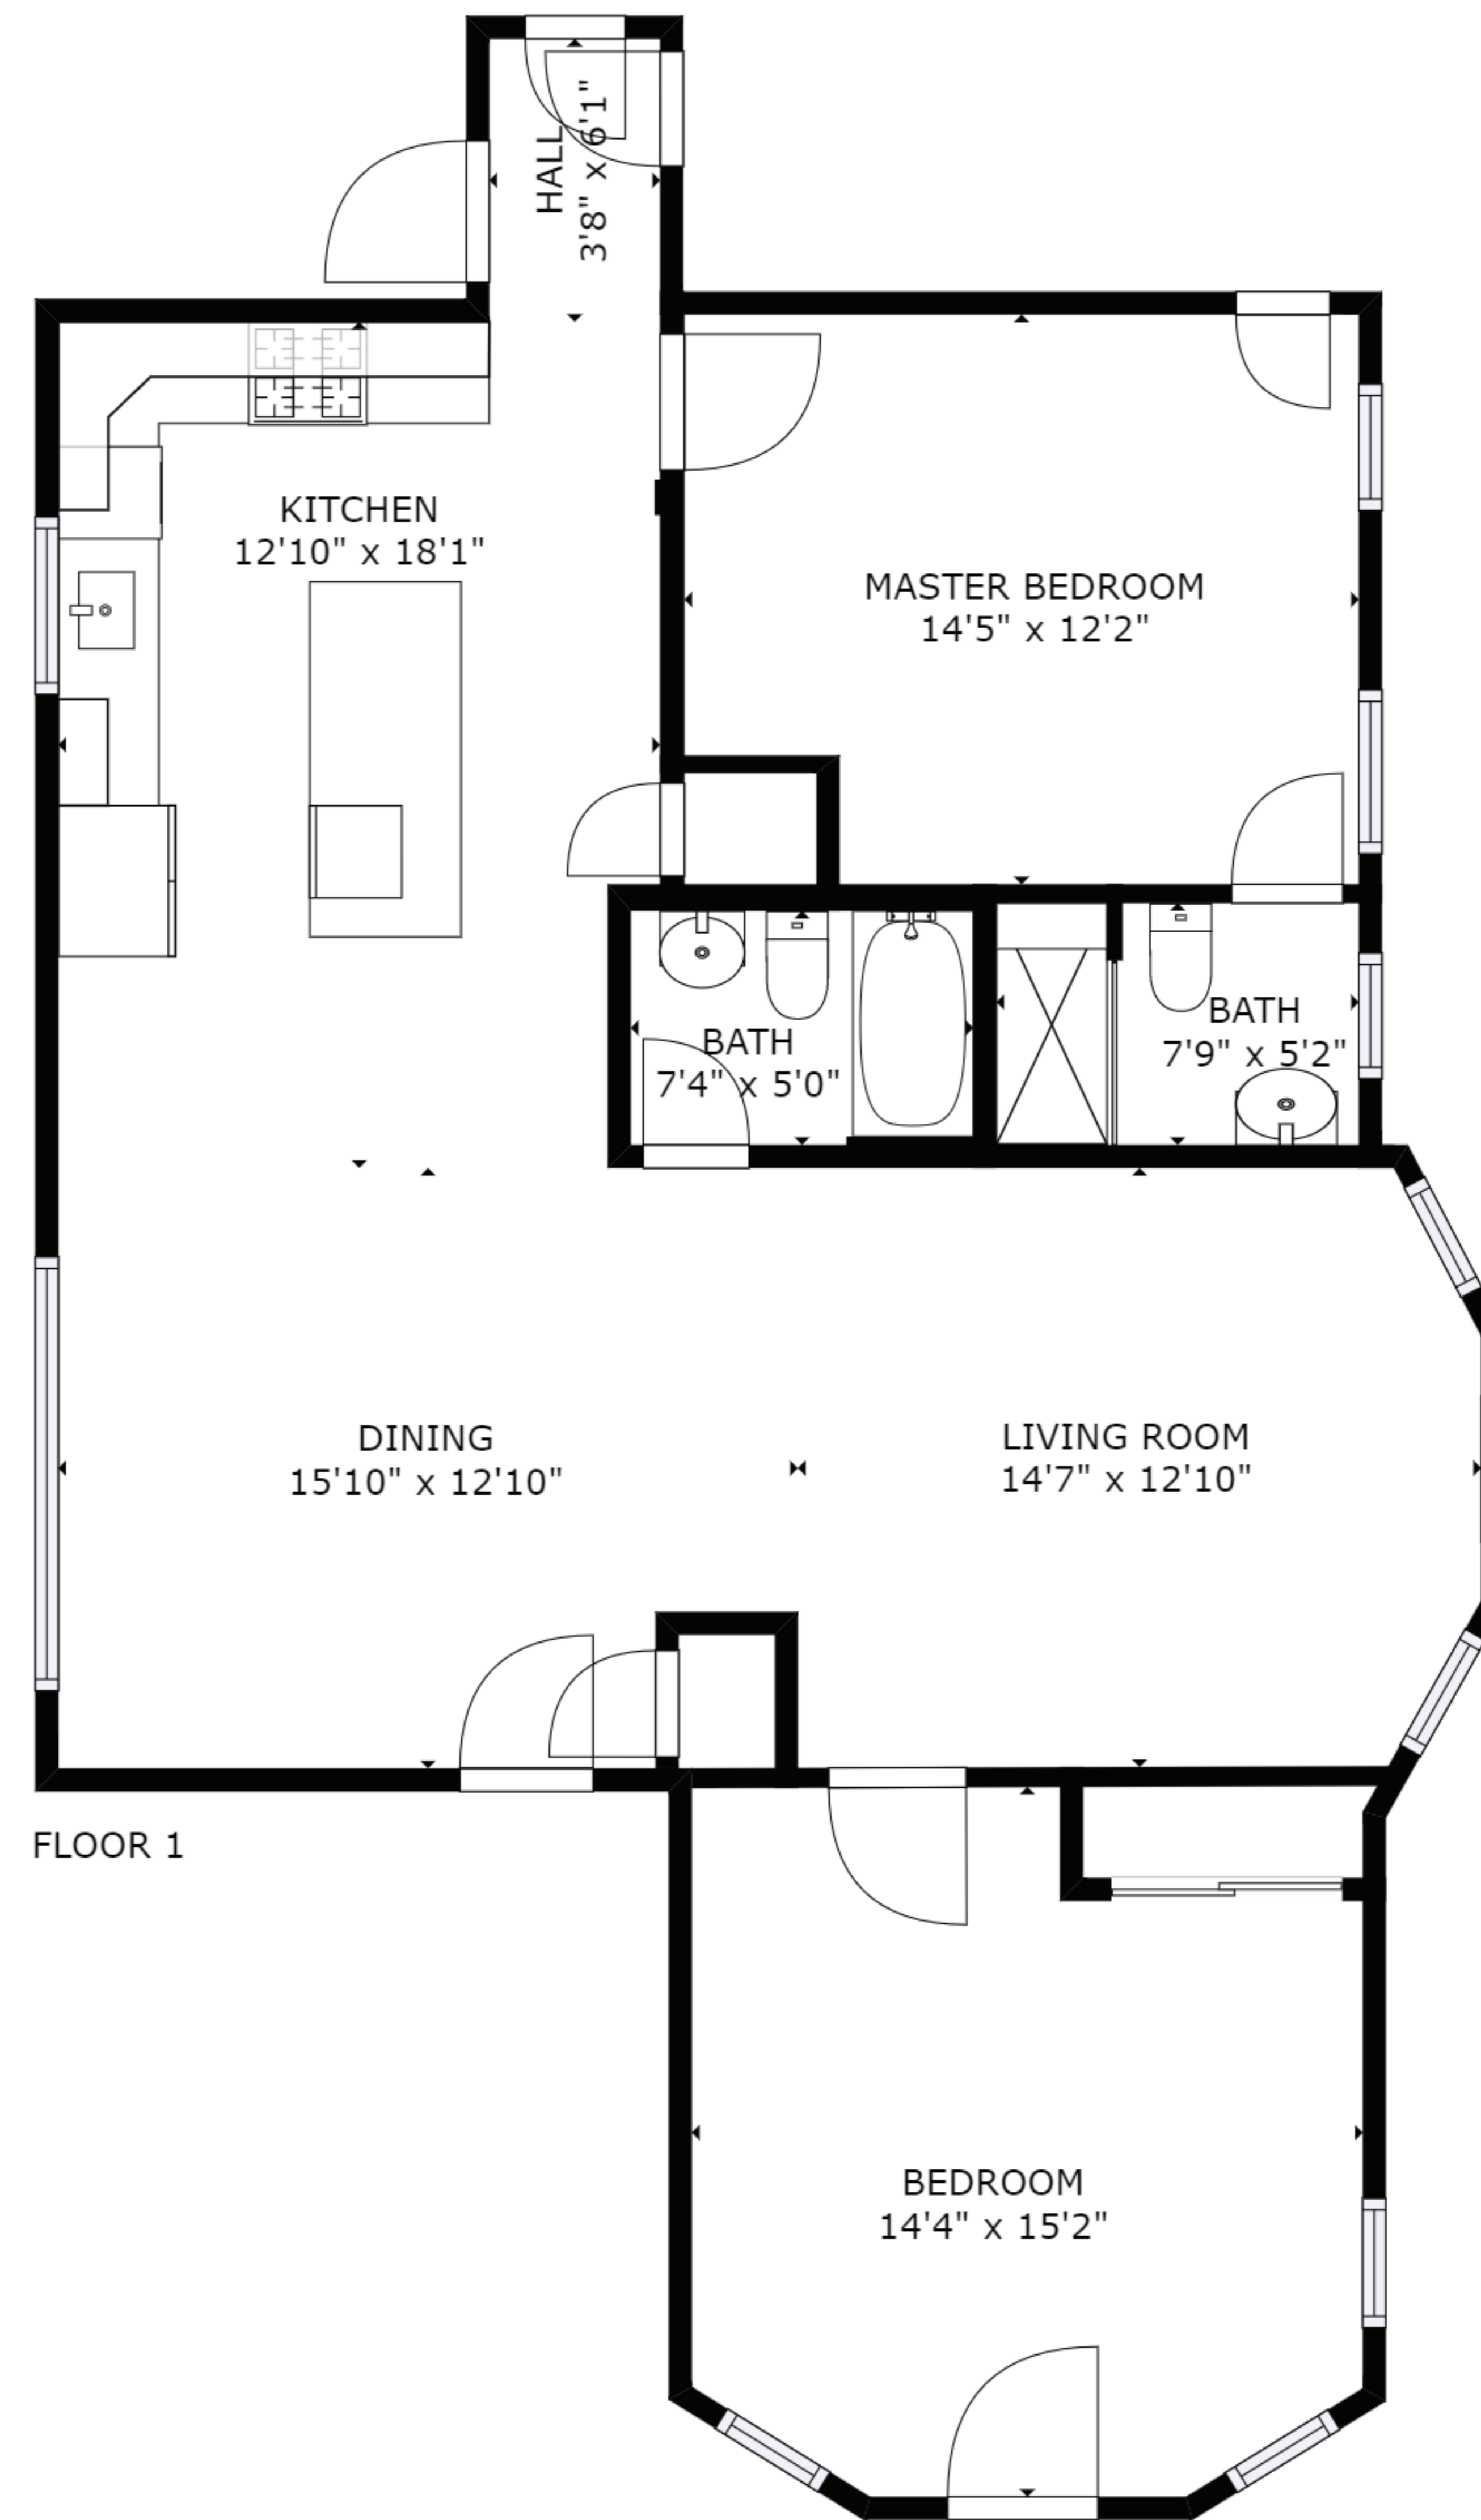 HALL
3'8" x 6'1"
KITCHEN
12'10" x 18'1"
MASTER BEDROOM
14'5" x 12'2"
BATH
7'4" x 5'0"
BATH
7'9" x 5'2"
DINING
15'10" x 12'10"
LIVING ROOM
14'7" x 12'10"
FLOOR 1
BEDROOM
14'4" x 15'2"